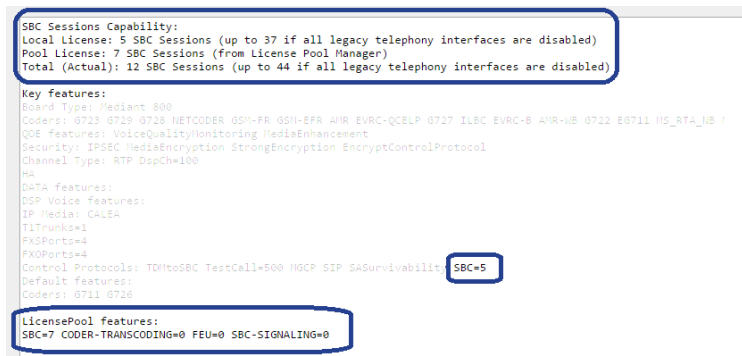 SBC Sessions Capability:
Local License: 5 SBC Sessions (up to 37 if all legacy telephony interfaces are disabled)
Pool License: 7 SBC Sessions (from License Pool Manager)
Total (Actual): 12 SBC Sessions (up to 44 if all legacy telephony interfaces are disabled)
Key features:
Board Type: Mediant 800
Coders: G723 G729 G728 NETCODER GSM-FR GSM-EFR AMR EVRC-QCELP G727 ILBC EVRC-B AMR-WB G722 EG711 MS_RTA_NB
QOE features: VoiceQualityMonitoring MediaEnhancement
Security: IPSEC MediaEncryption StrongEncryption EncryptControlProtocol
Channel Type: RTP DspCh=100
HA
DATA features:
DSP Voice features:
IP Media: CALEA
T1Trunks=1
FXSPorts=4
FXOPorts=4
Control Protocols: TDMtoSBC TestCall=500 MGCP SIP SASurvivability SBC=5
Default features:
Coders: G711 G726
LicensePool features:
SBC=7 CODER-TRANSCODING=0 FEU=0 SBC-SIGNALING=0